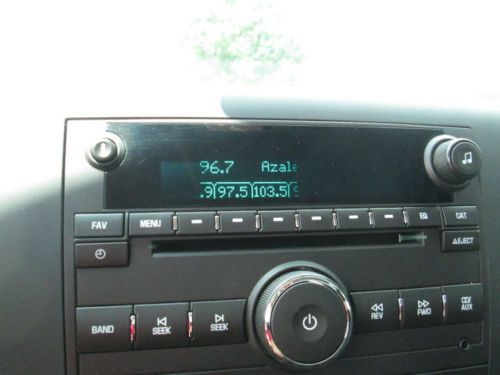 96.7 Azale
.9 97.5 103.5
FAV MENU EQ CAT
EJECT
BAND SEEK SEEK REV FWD CD/AUX